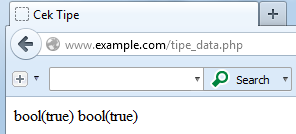 Cek Tipe
www.example.com/tipe_data.php
Search
bool(true) bool(true)